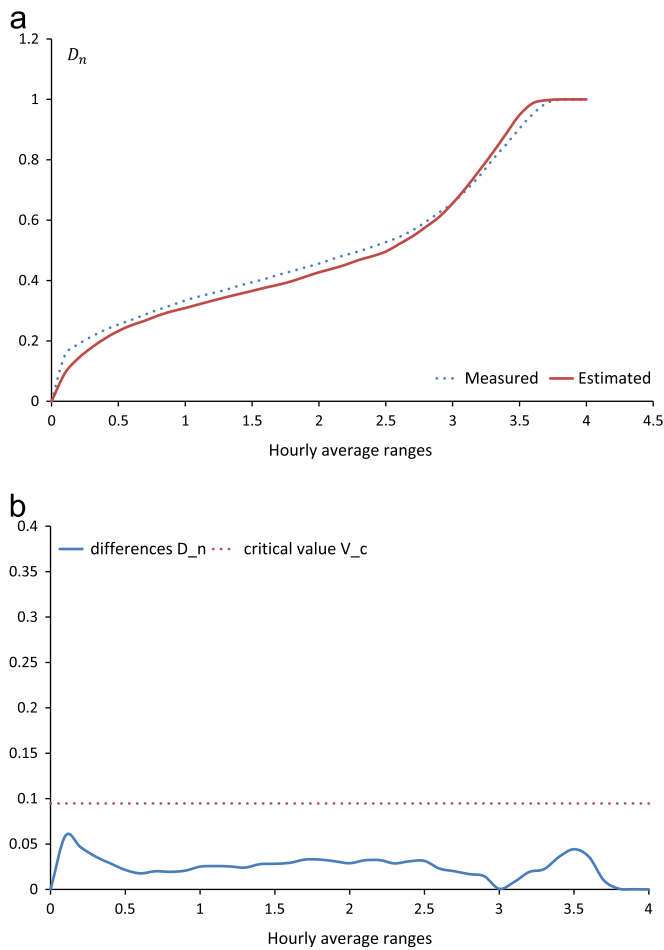 a
1.2
D_n
1
0.8
0.6
0.4
0.2
0
Measured Estimated
0 0.5 1 1.5 2 2.5 3 3.5 4 4.5
Hourly average ranges
b
0.4
differences D_n critical value V_c
0.35
0.3
0.25
0.2
0.15
0.1
0.05
0
0 0.5 1 1.5 2 2.5 3 3.5 4
Hourly average ranges